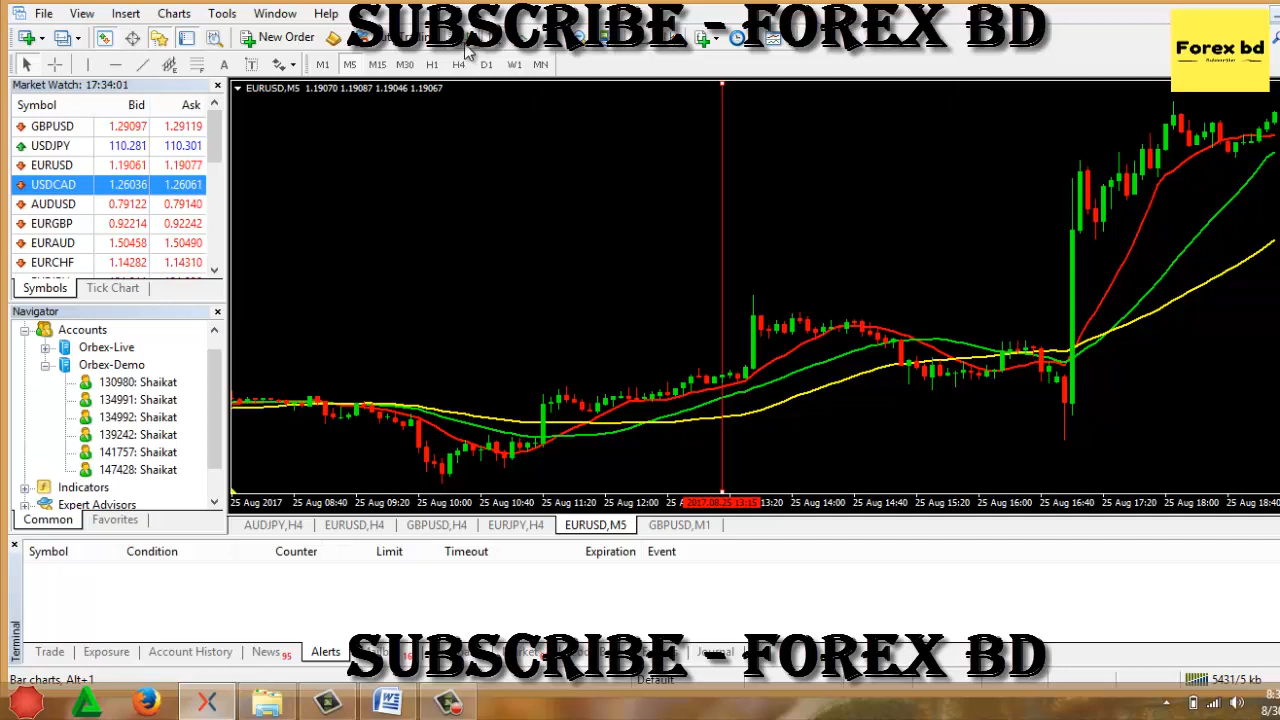 File View Insert Charts Tools Window Help
SUBSCRIBE - FOREX BD
New Order
Forex bd
M1 M5 M15 M30 H1 H4 D1 W1 MN
Market Watch: 17:34:01
Symbol Bid Ask
GBPUSD 1.29097 1.29119
USDJPY 110.281 110.301
EURUSD 1.19061 1.19077
USDCAD 1.26036 1.26061
AUDUSD 0.79122 0.79140
EURGBP 0.92214 0.92242
EURAUD 1.50458 1.50490
EURCHF 1.14282 1.14310
Symbols Tick Chart
Navigator
Accounts
Orbex-Live
Orbex-Demo
130980: Shaikat
134991: Shaikat
134992: Shaikat
139242: Shaikat
141757: Shaikat
147428: Shaikat
Indicators
Expert Advisors
Common Favorites
EURUSD,M5 1.19070 1.19087 1.19046 1.19067
25 Aug 2017 25 Aug 08:40 25 Aug 09:20 25 Aug 10:00 25 Aug 11:20 25 Aug 12:00 25 A 2017.08.25 13:15 13:20 25 Aug 14:00 25 Aug 14:40 25 Aug 15:20 25 Aug 16:00 25 Aug 17:20 25 Aug 18:00 25 Aug 18:40
AUDJPY,H4 EURUSD,H4 GBPUSD,H4 EURJPY,H4 EURUSD,M5 GBPUSD,M1
Symbol Condition Counter Limit Timeout Expiration Event
Terminal
Trade Exposure Account History News 95 Alerts Journal
SUBSCRIBE - FOREX BD
Bar charts, Alt+1 Default 5431/5 kb